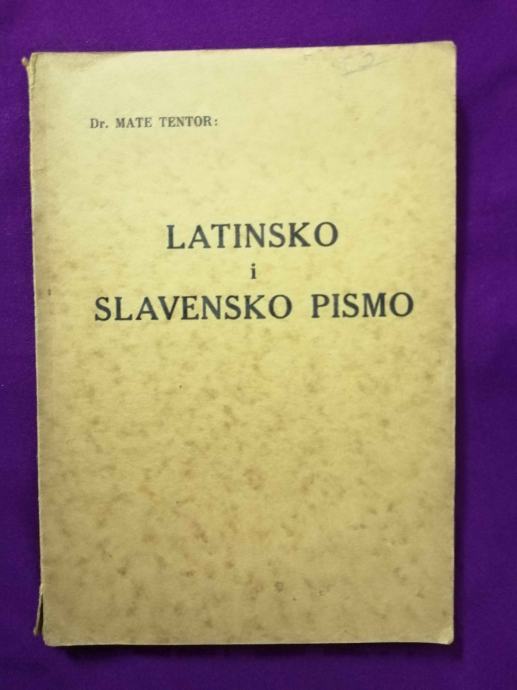 Dr. MATE TENTOR:
LATINSKO
i
SLAVENSKO PISMO